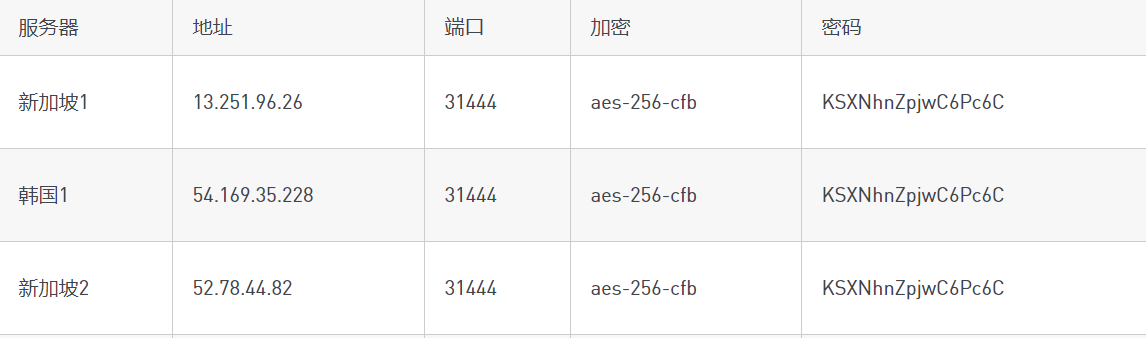 服务器 地址 端口 加密 密码
新加坡1 13.251.96.26 31444 aes-256-cfb KSXNhnZpjwC6Pc6C
韩国1 54.169.35.228 31444 aes-256-cfb KSXNhnZpjwC6Pc6C
新加坡2 52.78.44.82 31444 aes-256-cfb KSXNhnZpjwC6Pc6C